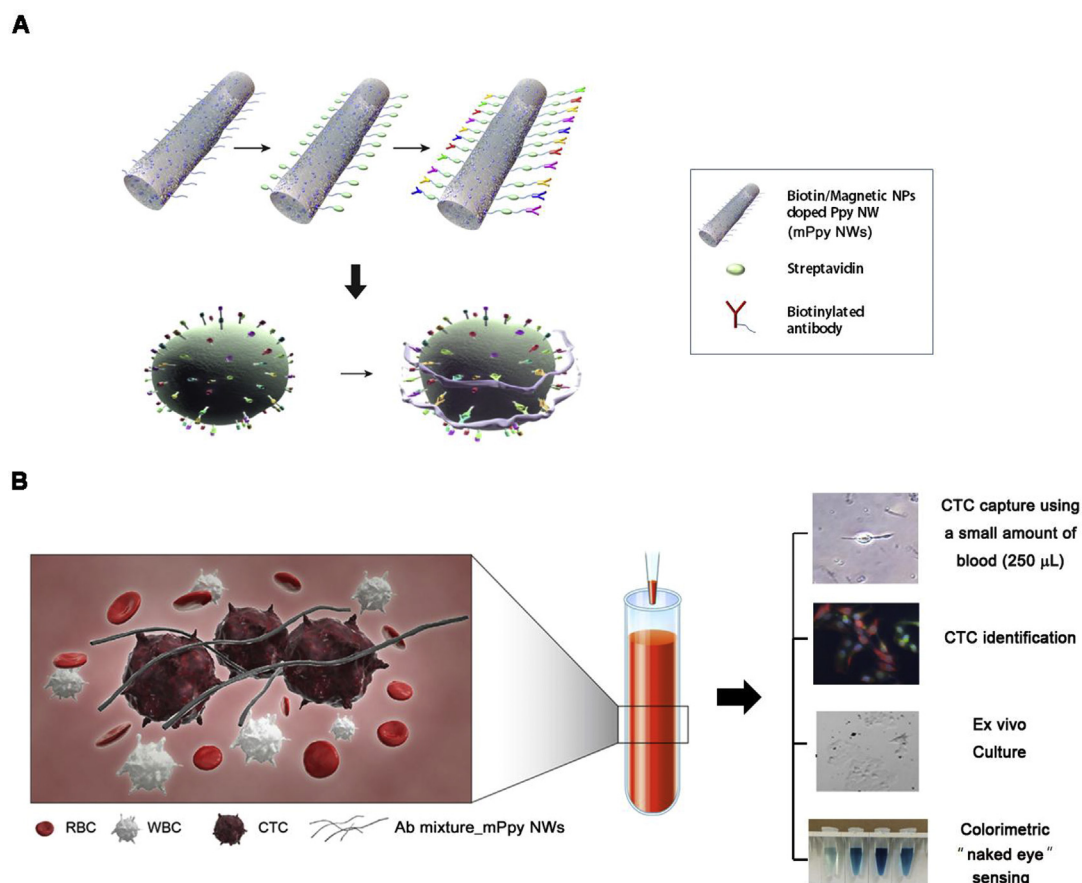 A
Biotin/Magnetic NPs
doped Ppy NW
(mPpy NWs)
Streptavidin
Biotinylated
antibody
B
CTC capture using
a small amount of
blood (250 μL)
CTC identification
Ex vivo
Culture
Colorimetric
"naked eye"
sensing
RBC
WBC
CTC
Ab mixture_mPpy NWs